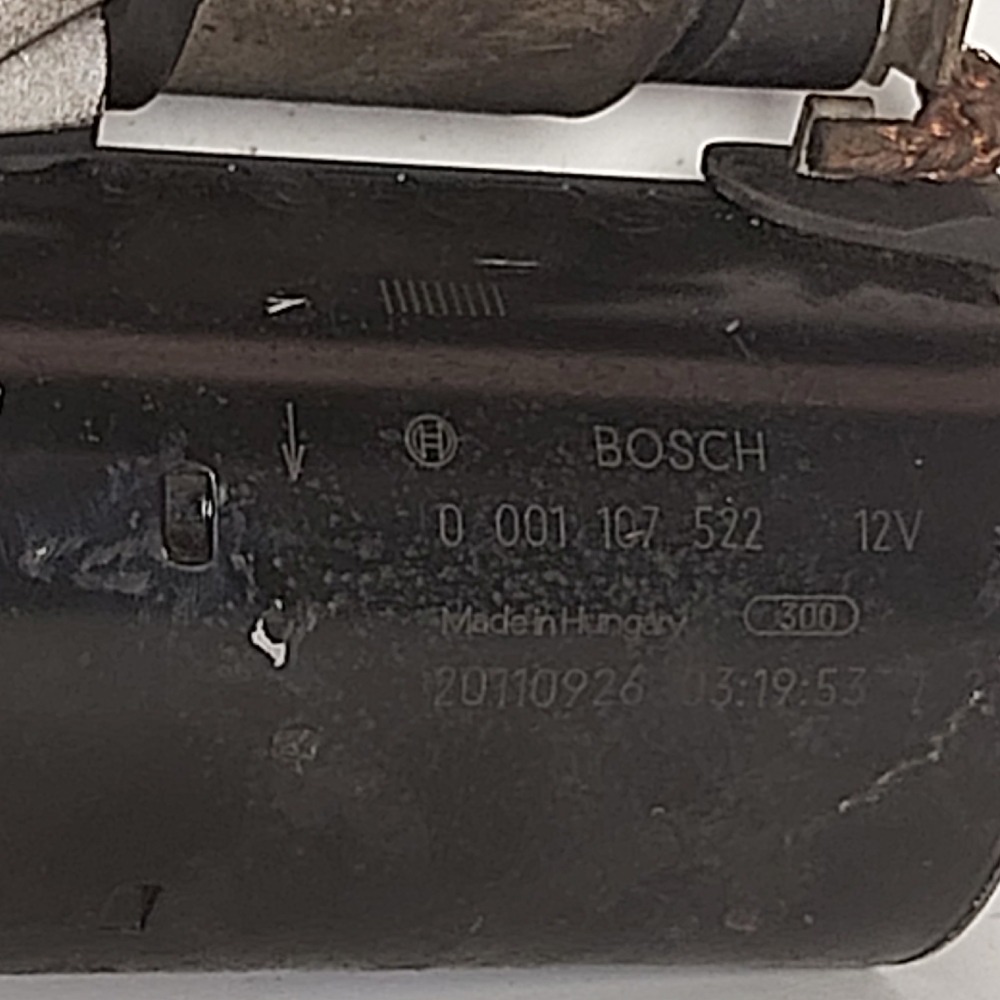 BOSCH
0 001 107 522 12V
Made in Hungary 300
20110926 03:19:53